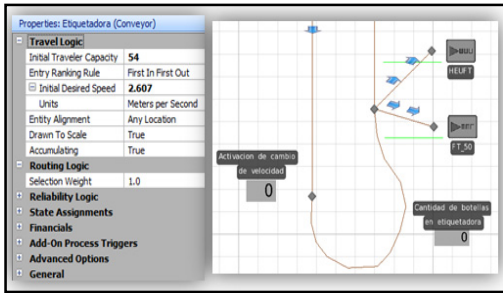 Properties: Etiquetadora (Conveyor)
Travel Logic
Initial Traveler Capacity 54
Entry Ranking Rule First In First Out
Initial Desired Speed 2.607
Units Meters per Second
Entity Alignment Any Location
Drawn To Scale True
Accumulating True
Routing Logic
Selection Weight 1.0
Reliability Logic
State Assignments
Financials
Add-On Process Triggers
Advanced Options
General
HEUFT
FT_50
Activacion de cambio
de velocidad
0
Cantidad de botellas
en etiquetadora
0